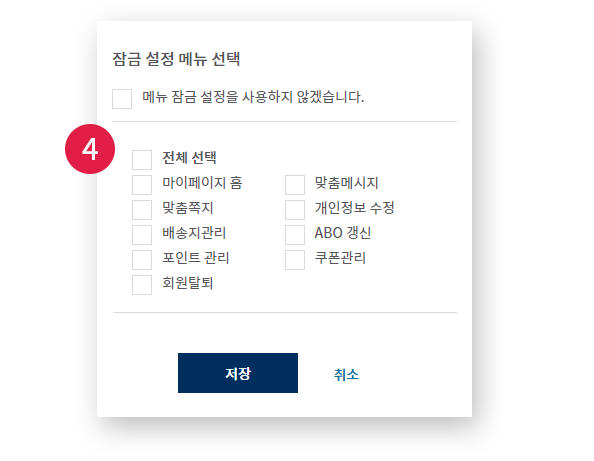 잠금 설정 메뉴 선택
메뉴 잠금 설정을 사용하지 않겠습니다.
4
전체 선택
마이페이지 홈 맞춤메시지
맞춤쪽지 개인정보 수정
배송지관리 ABO 갱신
포인트 관리 쿠폰관리
회원탈퇴
저장 취소